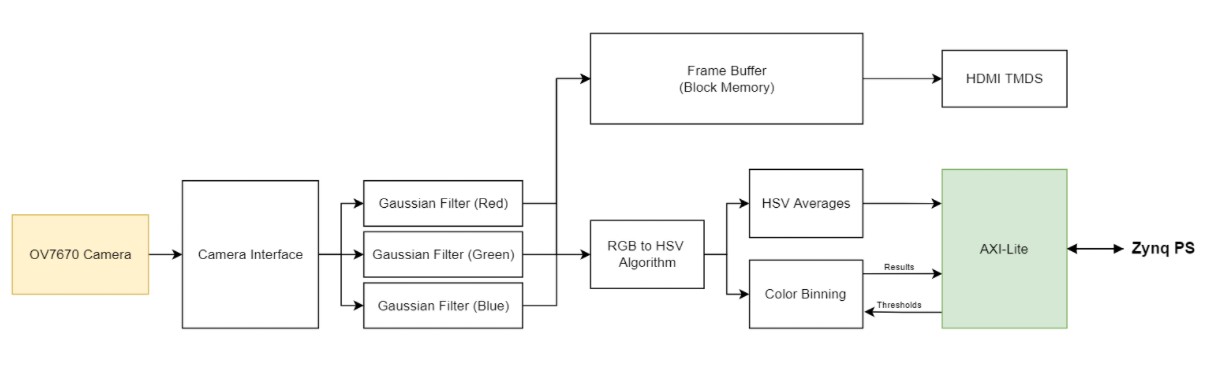 Frame Buffer
(Block Memory)
HDMI TMDS
OV7670 Camera
Camera Interface
Gaussian Filter (Red)
Gaussian Filter (Green)
Gaussian Filter (Blue)
RGB to HSV
Algorithm
HSV Averages
Color Binning
Results
Thresholds
AXI-Lite
Zynq PS